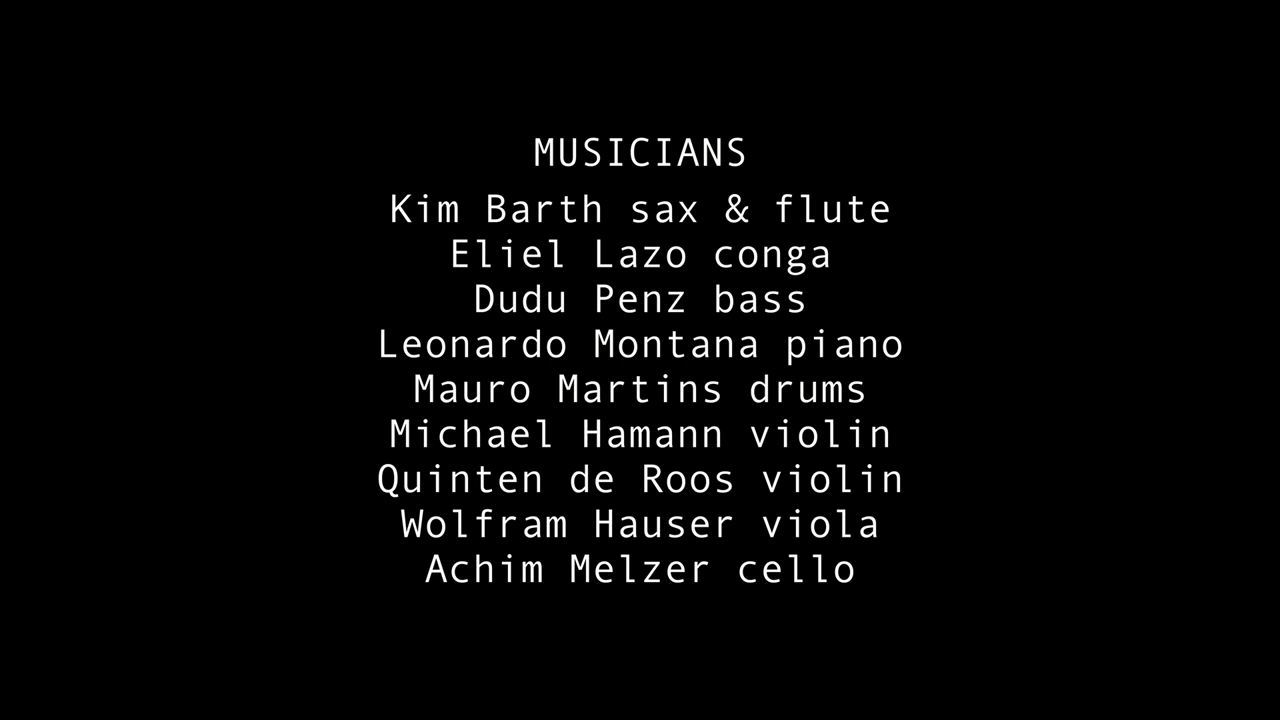 MUSICIANS
Kim Barth sax & flute
Eliel Lazo conga
Dudu Penz bass
Leonardo Montana piano
Mauro Martins drums
Michael Hamann violin
Quinten de Roos violin
Wolfram Hauser viola
Achim Melzer cello